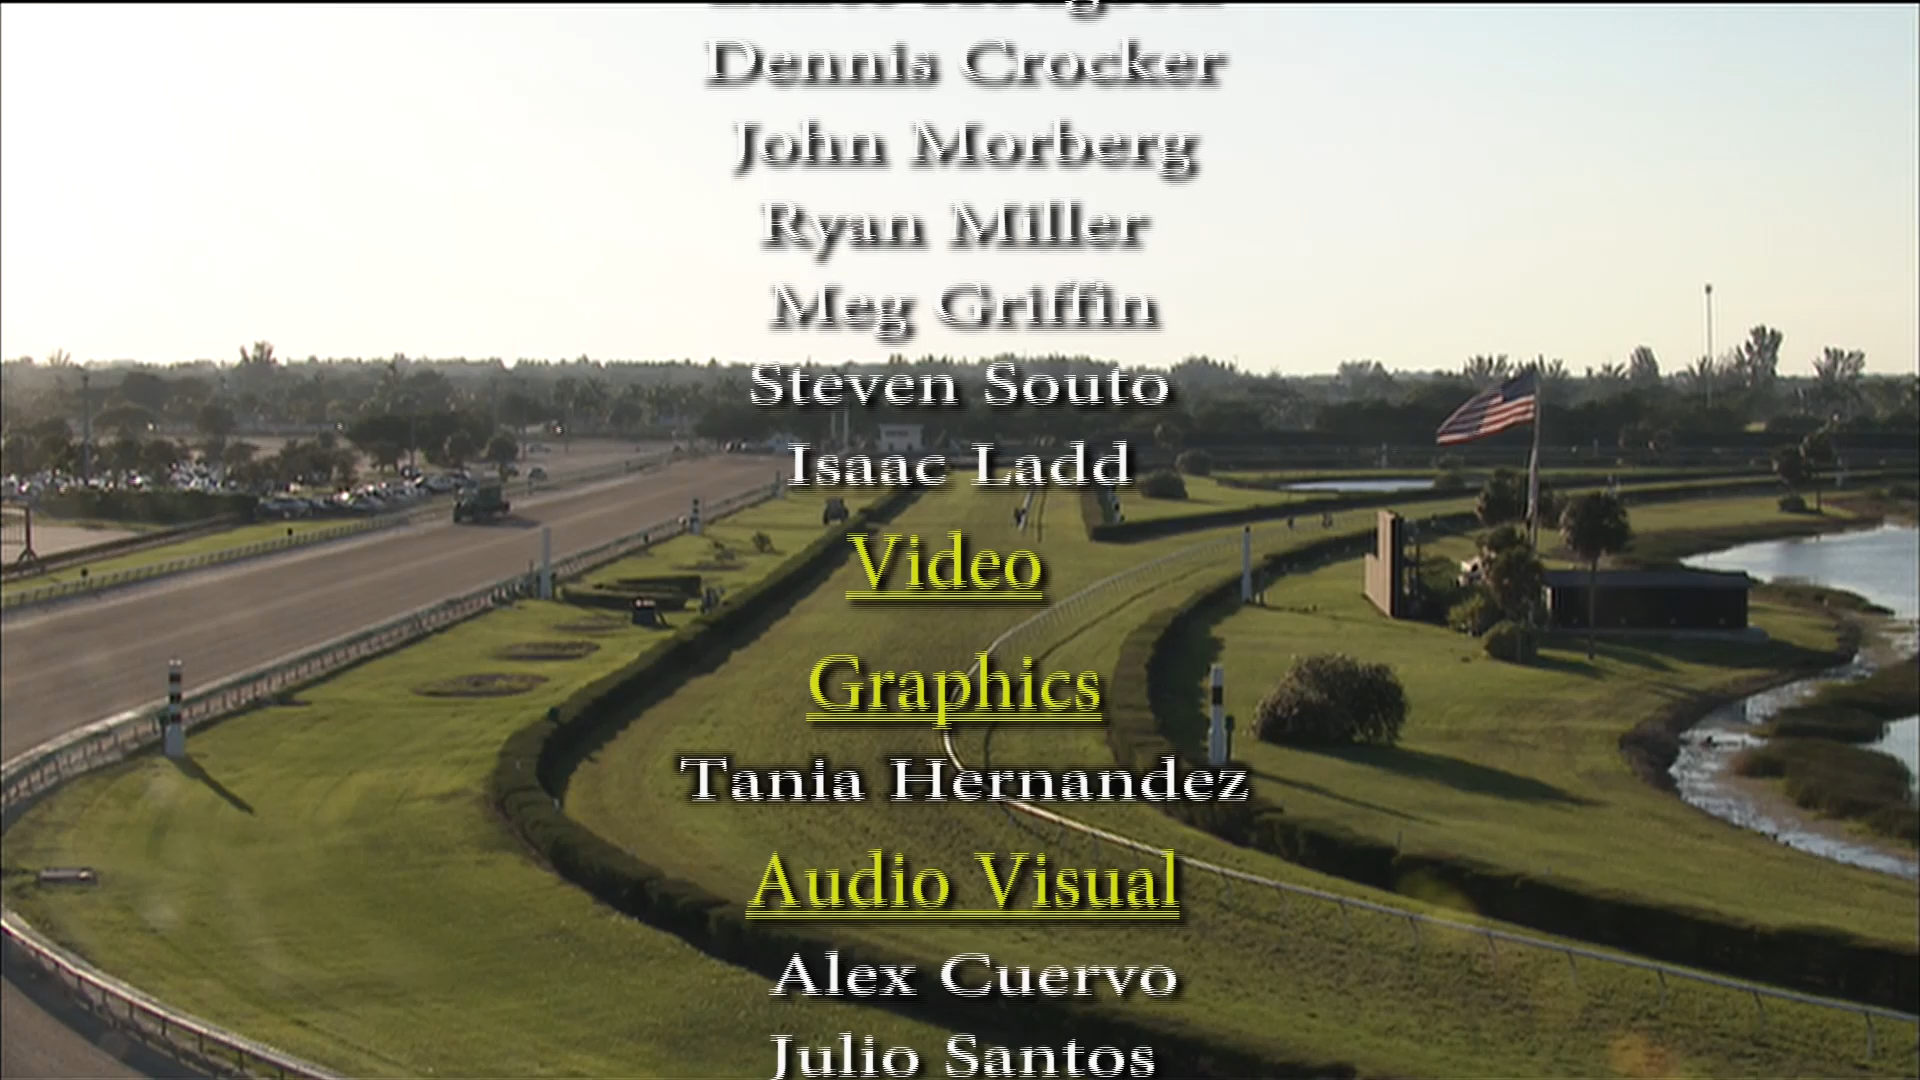 Dennis Crocker
John Morberg
Ryan Miller
Meg Griffin
Steven Souto
Isaac Ladd
Video
Graphics
Tania Hernandez
Audio Visual
Alex Cuervo
Julio Santos